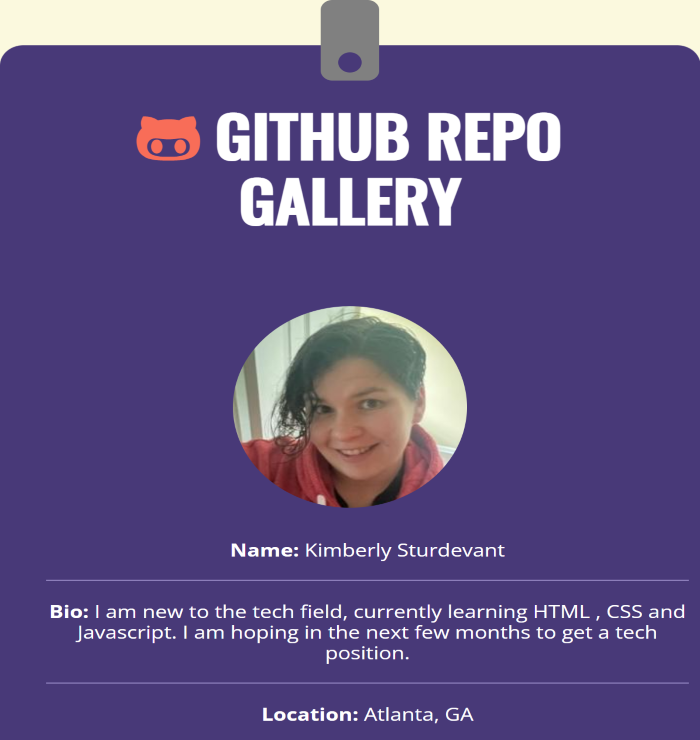 GITHUB REPO
GALLERY
Name: Kimberly Sturdevant
Bio: I am new to the tech field, currently learning HTML , CSS and
Javascript. I am hoping in the next few months to get a tech
position.
Location: Atlanta, GA